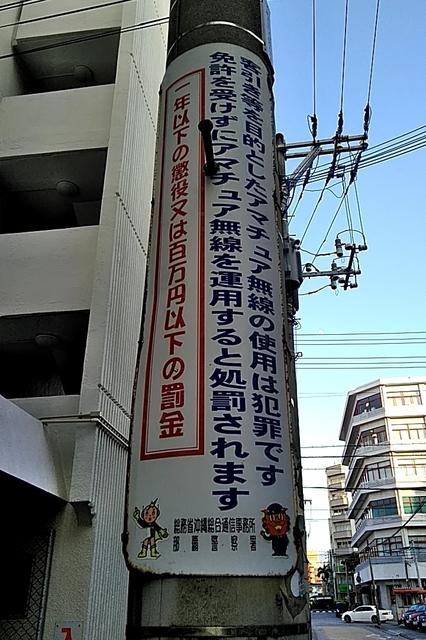 客引き等を目的としたアマチュア無線の使用は犯罪です
免許を受けずにアマチュア無線を運用すると処罰されます
一年以下の懲役又は百万円以下の罰金
総務省沖縄総合通信事務所
那覇警察署